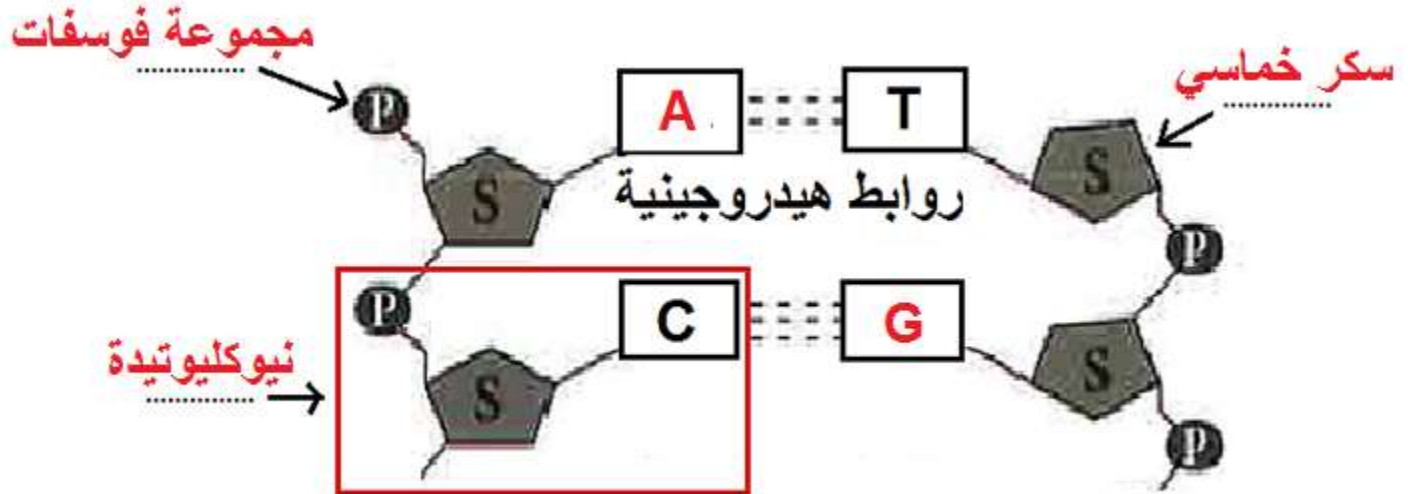 مجموعة فوسفات
سكر خماسي
P
A
T
S
S
روابط هيدروجينية
P
P
C
G
نيوكليوتيدة
S
S
P